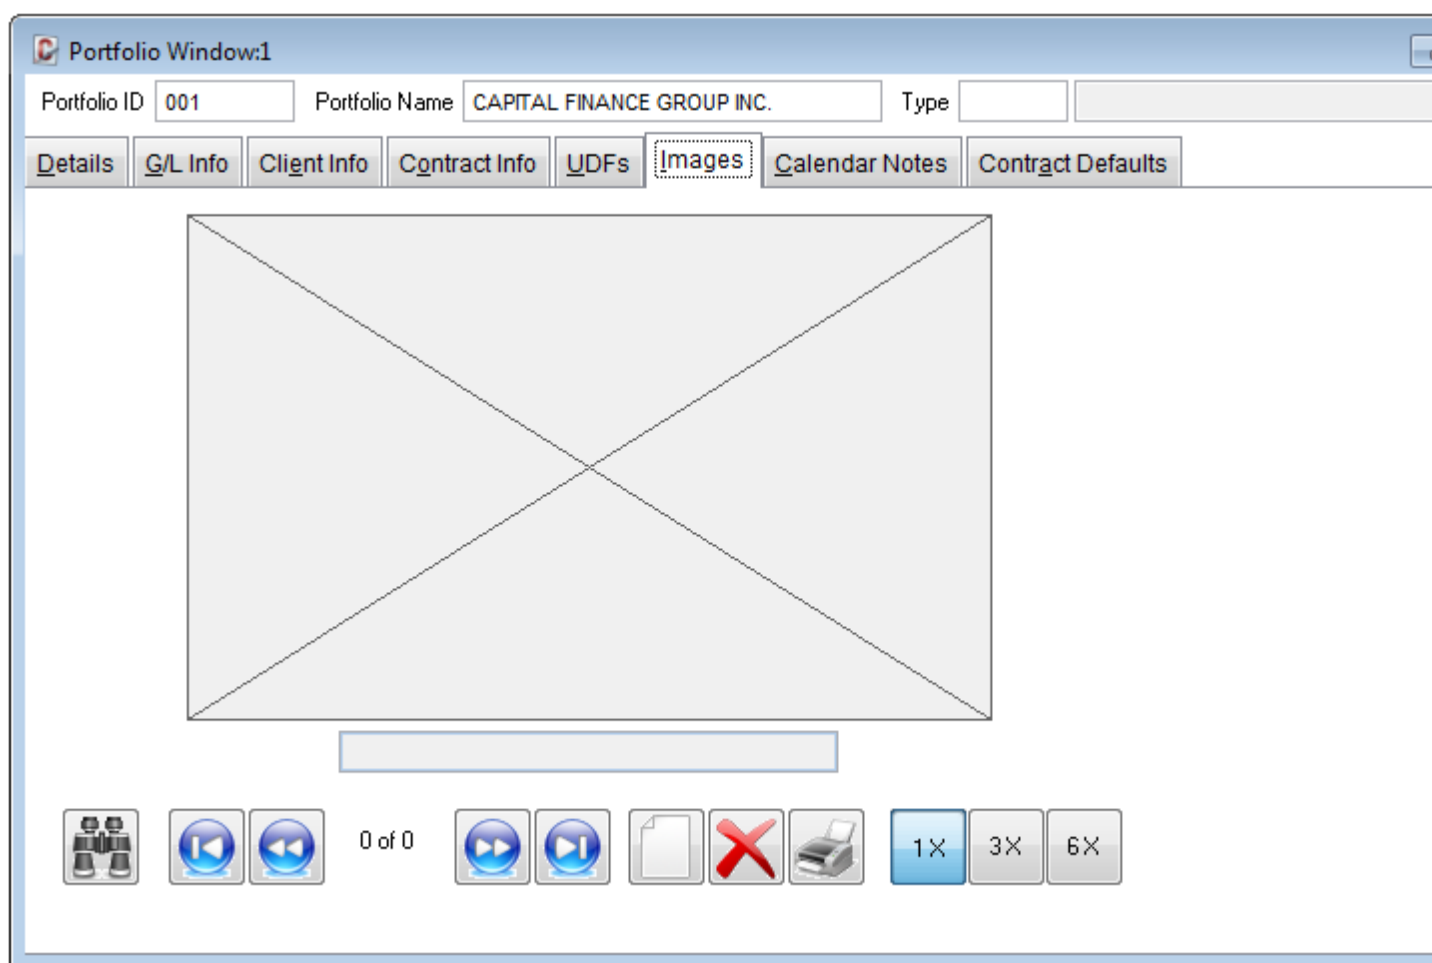 Portfolio Window:1
Portfolio ID 001 Portfolio Name CAPITAL FINANCE GROUP INC. Type
Details G/L Info Client Info Contract Info UDFs Images Calendar Notes Contract Defaults
0 of 0 1X 3X 6X